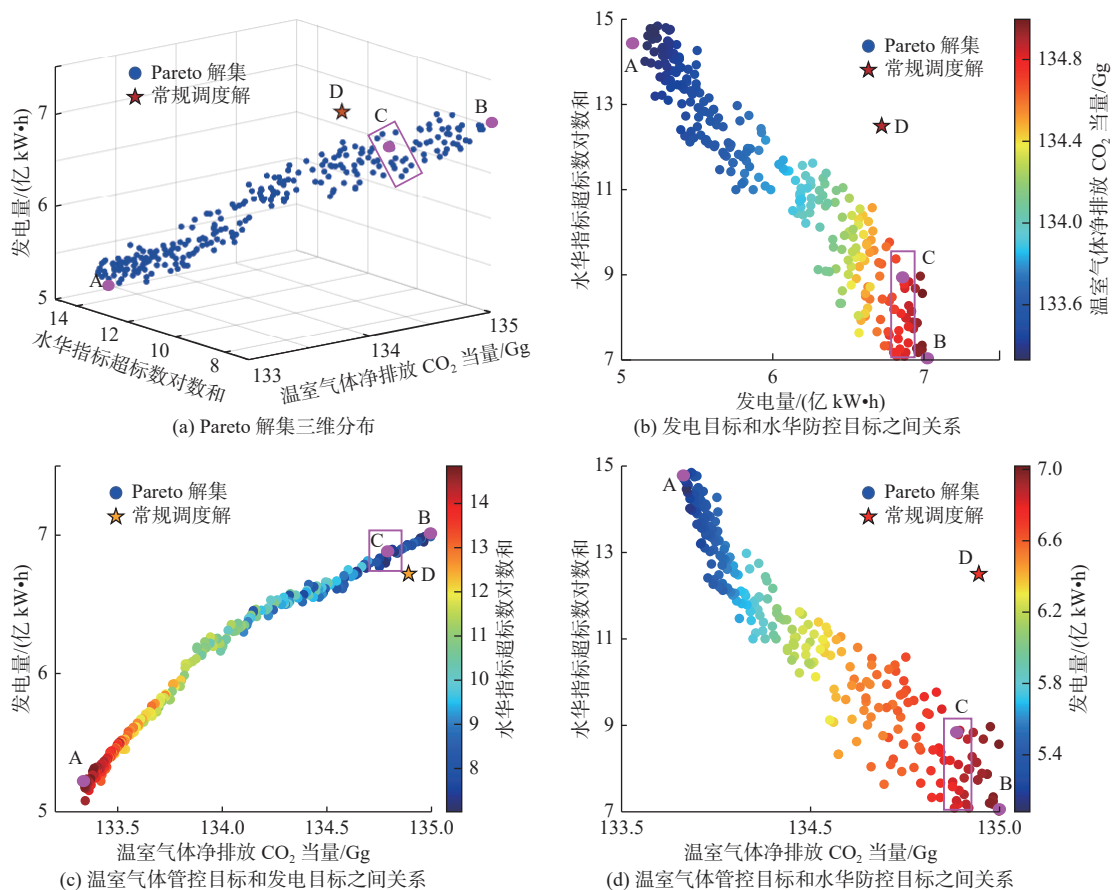 Pareto 解集
常规调度解
D
C
B
A
7
6
5
发电量/(亿 kW•h)
14
12
10
8
水华指标超标数对数和
133
134
135
温室气体净排放 CO₂ 当量/Gg
(a) Pareto 解集三维分布
15
13
11
9
7
水华指标超标数对数和
A
Pareto 解集
常规调度解
D
C
B
5
6
7
发电量/(亿 kW•h)
134.8
134.4
134.0
133.6
温室气体净排放 CO₂ 当量/Gg
(b) 发电目标和水华防控目标之间关系
Pareto 解集
常规调度解
7
6
5
发电量/(亿 kW•h)
A
C
B
D
133.5
134.0
134.5
135.0
温室气体净排放 CO₂ 当量/Gg
14
13
12
11
10
9
8
水华指标超标数对数和
(c) 温室气体管控目标和发电目标之间关系
15
13
11
9
7
水华指标超标数对数和
A
Pareto 解集
常规调度解
D
C
B
133.5
134.5
135.0
温室气体净排放 CO₂ 当量/Gg
7.0
6.6
6.2
5.8
5.4
发电量/(亿 kW•h)
(d) 温室气体管控目标和水华防控目标之间关系